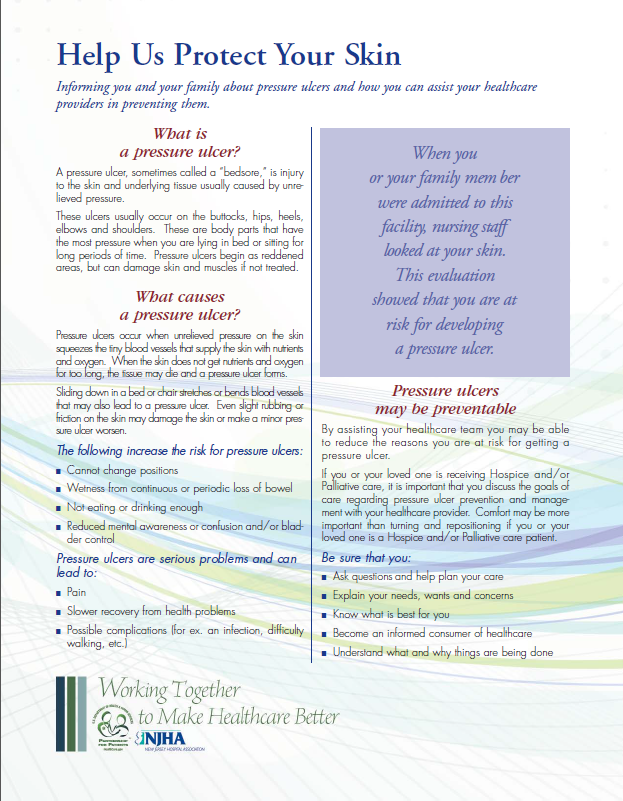 Help Us Protect Your Skin
Informing you and your family about pressure ulcers and how you can assist your healthcare
providers in preventing them.
What is
a pressure ulcer?
A pressure ulcer, sometimes called a “bedsore,” is injury
to the skin and underlying tissue usually caused by unre-
lieved pressure.
These ulcers usually occur on the buttocks, hips, heels,
elbows and shoulders. These are body parts that have
the most pressure when you are lying in bed or sitting for
long periods of time. Pressure ulcers begin as reddened
areas, but can damage skin and muscles if not treated.
What causes
a pressure ulcer?
Pressure ulcers occur when unrelieved pressure on the skin
squeezes the tiny blood vessels that supply the skin with nutrients
and oxygen. When the skin does not get nutrients and oxygen
for too long, the tissue may die and a pressure ulcer forms.
Sliding down in a bed or chair stretches or bends blood vessels
that may also lead to a pressure ulcer. Even slight rubbing or
friction on the skin may damage the skin or make a minor pres-
sure ulcer worsen.
The following increase the risk for pressure ulcers:
■ Cannot change positions
■ Wetness from continuous or periodic loss of bowel
■ Not eating or drinking enough
■ Reduced mental awareness or confusion and/or blad-
der control
Pressure ulcers are serious problems and can
lead to:
■ Pain
■ Slower recovery from health problems
■ Possible complications (for ex. an infection, difficulty
walking, etc.)
When you
or your family mem ber
were admitted to this
facility, nursing staff
looked at your skin.
This evaluation
showed that you are at
risk for developing
a pressure ulcer.
Pressure ulcers
may be preventable
By assisting your healthcare team you may be able
to reduce the reasons you are at risk for getting a
pressure ulcer.
If you or your loved one is receiving Hospice and/or
Palliative care, it is important that you discuss the goals of
care regarding pressure ulcer prevention and manage-
ment with your healthcare provider. Comfort may be more
important than turning and repositioning if you or your
loved one is a Hospice and/or Palliative care patient.
Be sure that you:
■ Ask questions and help plan your care
■ Explain your needs, wants and concerns
■ Know what is best for you
■ Become an informed consumer of healthcare
■ Understand what and why things are being done
Working Together
to Make Healthcare Better
PARTNERSHIP
FOR PATIENTS
NJHA
NEW JERSEY HOSPITAL ASSOCIATION